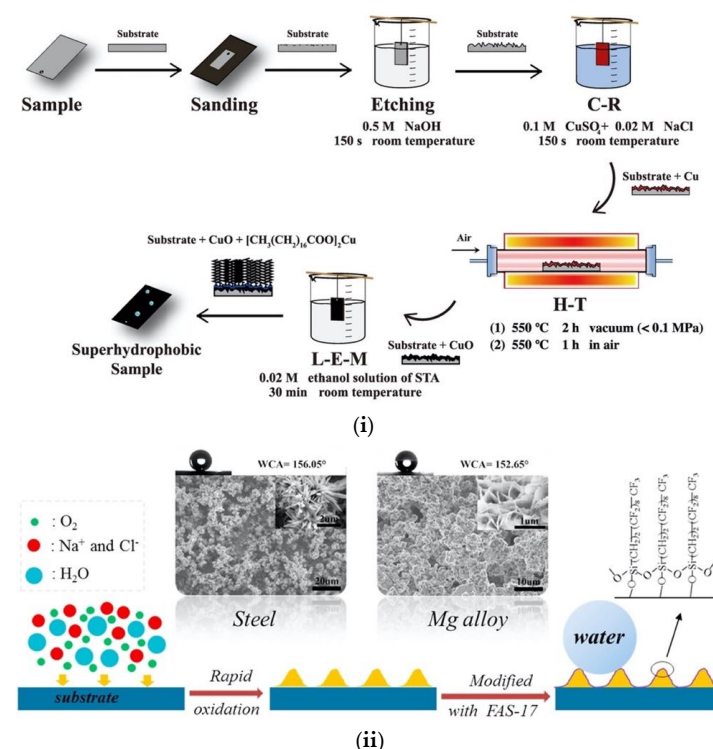 Substrate
Substrate
Substrate
Sample
Sanding
Etching
C-R
0.5 M NaOH
150 s room temperature
0.1 M CuSO₄+ 0.02 M NaCl
150 s room temperature
Substrate + Cu
Substrate + CuO + [CH₃(CH₂)₁₆COO]₂Cu
Air
H-T
(1) 550 °C 2 h vacuum (< 0.1 MPa)
(2) 550 °C 1 h in air
Substrate + CuO
L-E-M
0.02 M ethanol solution of STA
30 min room temperature
Superhydrophobic
Sample
(i)
WCA= 156.05°
WCA= 152.65°
2um
20um
1um
10um
Steel
Mg alloy
: O₂
: Na⁺ and Cl⁻
: H₂O
substrate
Rapid
oxidation
Modified
with FAS-17
water
(ii)